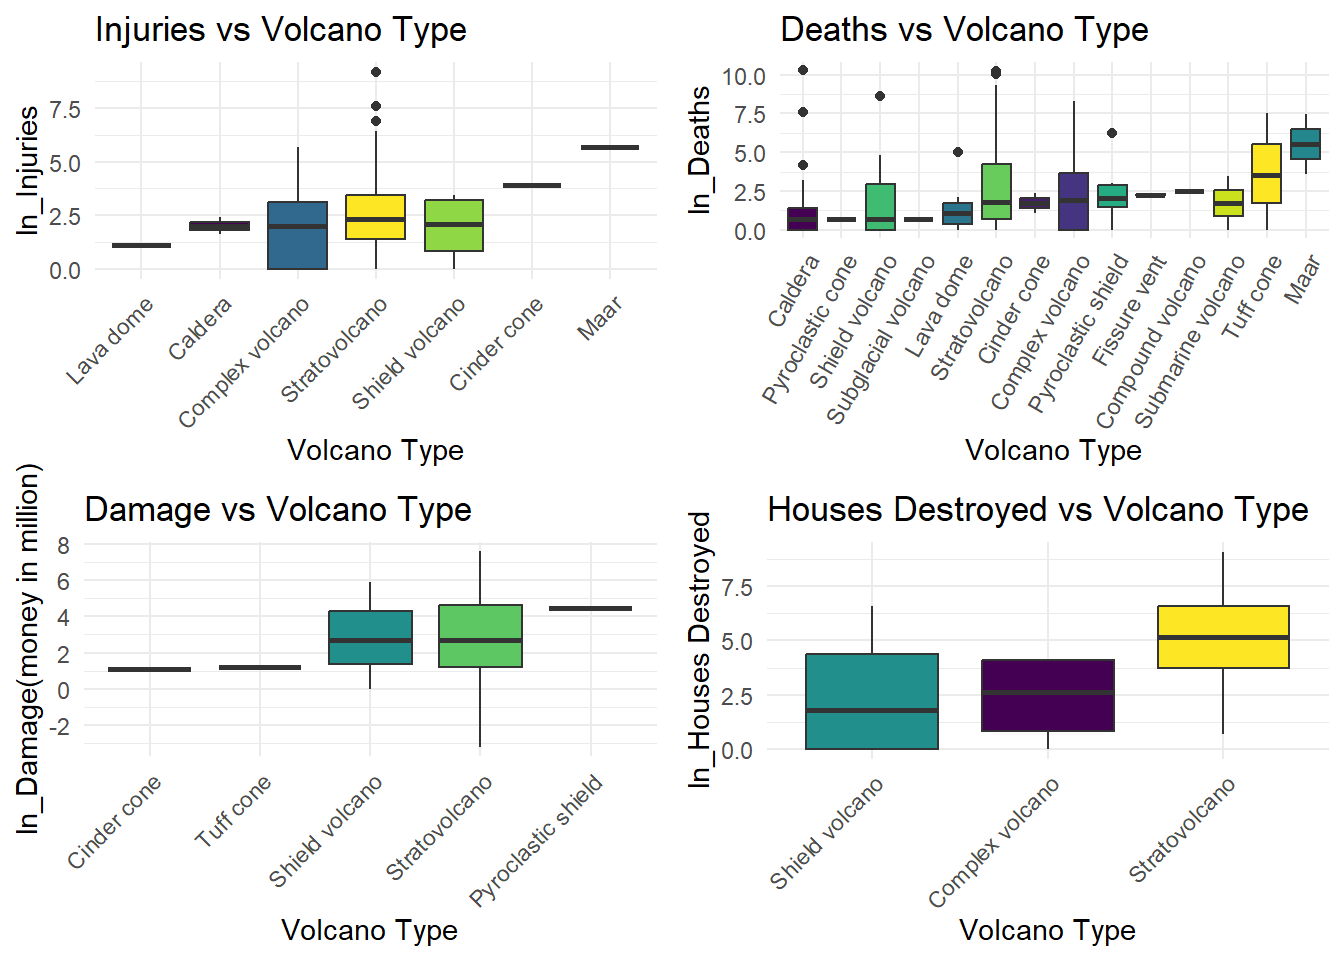 Injuries vs Volcano Type
ln_Injuries
7.5
5.0
2.5
0.0
Lava dome
Caldera
Complex volcano
Stratovolcano
Shield volcano
Cinder cone
Maar
Volcano Type
Deaths vs Volcano Type
ln_Deaths
10.0
7.5
5.0
2.5
0.0
Caldera
Pyroclastic cone
Shield volcano
Subglacial volcano
Lava dome
Stratovolcano
Cinder cone
Complex volcano
Pyroclastic shield
Fissure vent
Compound volcano
Submarine volcano
Tuff cone
Maar
Volcano Type
Damage vs Volcano Type
ln_Damage(money in million)
8
6
4
2
0
-2
Cinder cone
Tuff cone
Shield volcano
Stratovolcano
Pyroclastic shield
Volcano Type
Houses Destroyed vs Volcano Type
ln_Houses Destroyed
7.5
5.0
2.5
0.0
Shield volcano
Complex volcano
Stratovolcano
Volcano Type